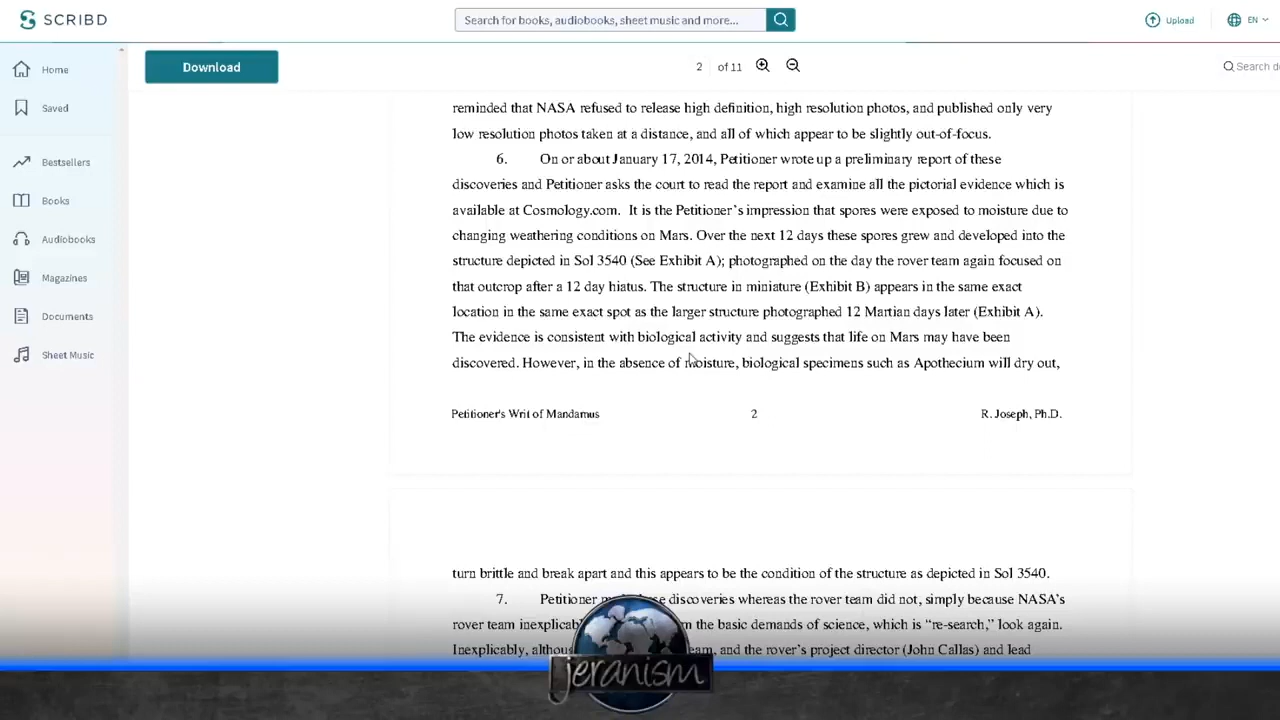 SCRIBD
Search for books, audiobooks, sheet music and more...
Upload
EN
Home
Download
2 of 11
Search
Saved
reminded that NASA refused to release high definition, high resolution photos, and published only very
low resolution photos taken at a distance, and all of which appear to be slightly out-of-focus.
Bestsellers
6. On or about January 17, 2014, Petitioner wrote up a preliminary report of these
discoveries and Petitioner asks the court to read the report and examine all the pictorial evidence which is
Books
available at Cosmology.com. It is the Petitioner's impression that spores were exposed to moisture due to
Audiobooks
changing weathering conditions on Mars. Over the next 12 days these spores grew and developed into the
structure depicted in Sol 3540 (See Exhibit A); photographed on the day the rover team again focused on
Magazines
that outcrop after a 12 day hiatus. The structure in miniature (Exhibit B) appears in the same exact
Documents
location in the same exact spot as the larger structure photographed 12 Martian days later (Exhibit A).
The evidence is consistent with biological activity and suggests that life on Mars may have been
Sheet Music
discovered. However, in the absence of moisture, biological specimens such as Apothecium will dry out,
Petitioner's Writ of Mandamus 2 R. Joseph, Ph.D.
turn brittle and break apart and this appears to be the condition of the structure as depicted in Sol 3540.
7. Petitioner discoveries whereas the rover team did not, simply because NASA's
rover team the basic demands of science, which is “re-search,” look again.
Inexplicably, and the rover's project director (John Callas) and lead
jeranism